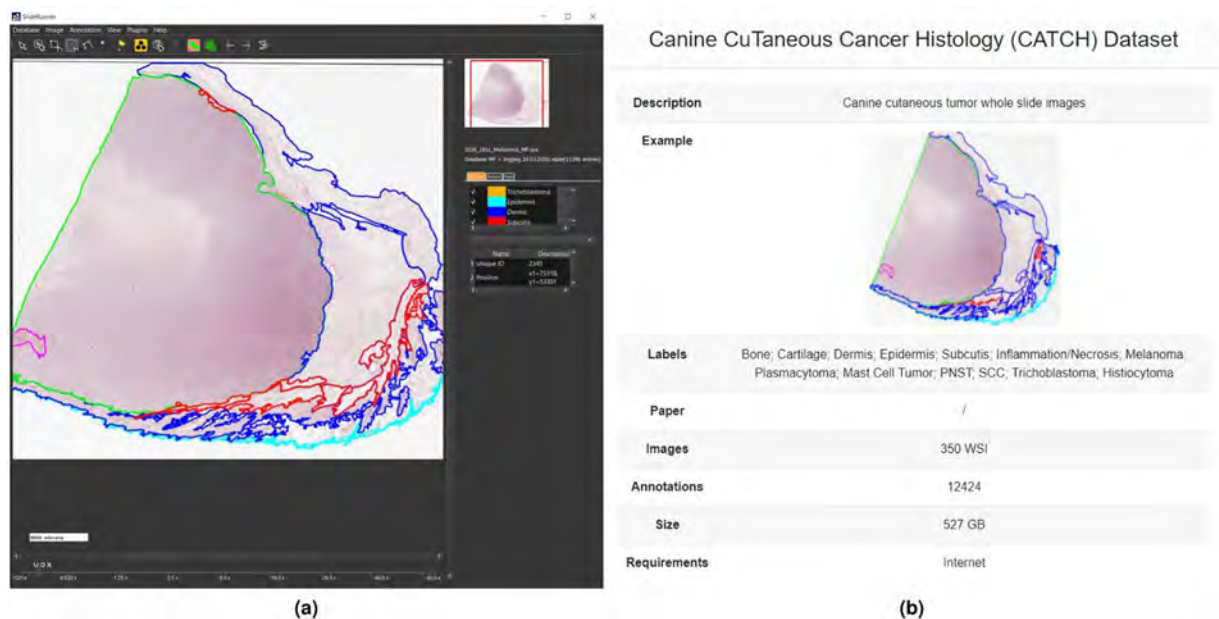 SlideRunner
Database Image Annotation View Plugins Help
Trichoblastoma
Epidermis
Dermis
Subcutis
Name Description
1 Unique ID 2345
2 Position
(a)
Canine CuTaneous Cancer Histology (CATCH) Dataset
Description Canine cutaneous tumor whole slide images
Example
Labels Bone; Cartilage; Dermis; Epidermis; Subcutis; Inflammation/Necrosis; Melanoma
Plasmacytoma; Mast Cell Tumor; PNST; SCC; Trichoblastoma; Histiocytoma
Paper /
Images 350 WSI
Annotations 12424
Size 527 GB
Requirements Internet
(b)